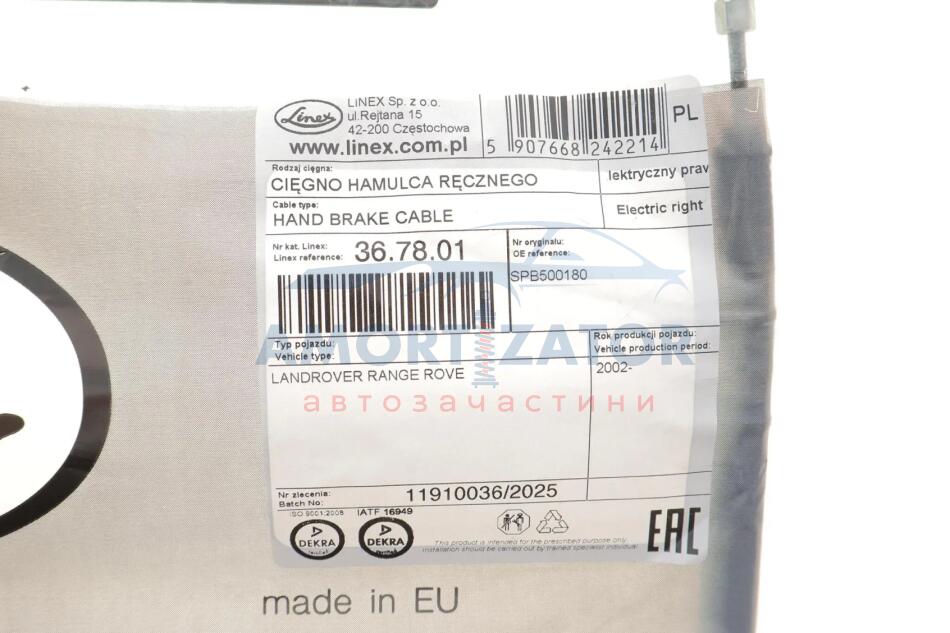 Linex
LINEX Sp. z o.o.
ul.Rejtana 15
42-200 Częstochowa
www.linex.com.pl
5 907668 242214
PL
Rodzaj cięgna:
CIĘGNO HAMULCA RĘCZNEGO
lektryczny praw
Cable type:
HAND BRAKE CABLE
Electric right
Nr kat. Linex:
Linex reference:
36.78.01
Nr oryginału:
OE reference:
SPB500180
AMORTIZATOR
автозачастини
Typ pojazdu:
Vehicle type:
LANDROVER RANGE ROVE
Rok produkcji pojazdu:
Vehicle production period:
2002-
Nr zlecenia:
Batch No:
11910036/2025
ISO 9001:2008
IATF 16949
DEKRA
DEKRA
This product is intended for the prescribed purpose only
Installation should be carried out by trained specialist individual
EAC
made in EU